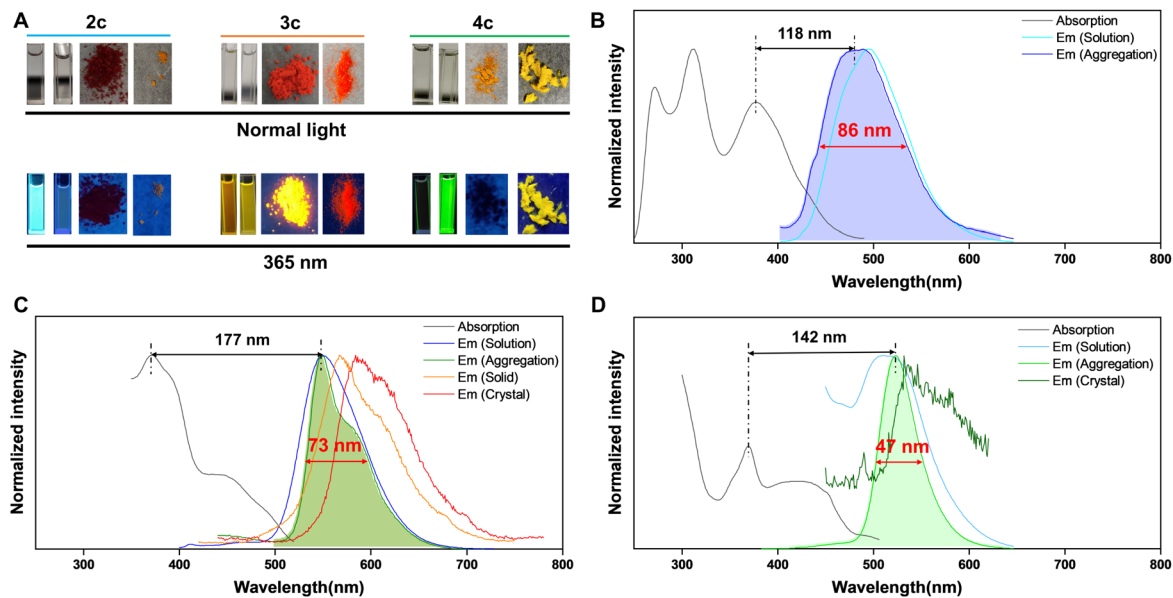 A
2c
3c
4c
Normal light
365 nm
B
118 nm
Absorption
Em (Solution)
Em (Aggregation)
86 nm
Normalized intensity
300
400
500
600
700
800
Wavelength(nm)
C
177 nm
Absorption
Em (Solution)
Em (Aggregation)
Em (Solid)
Em (Crystal)
73 nm
Normalized intensity
300
400
500
600
700
800
Wavelength(nm)
D
142 nm
Absorption
Em (Solution)
Em (Aggregation)
Em (Crystal)
47 nm
Normalized intensity
300
400
500
600
700
800
Wavelength(nm)